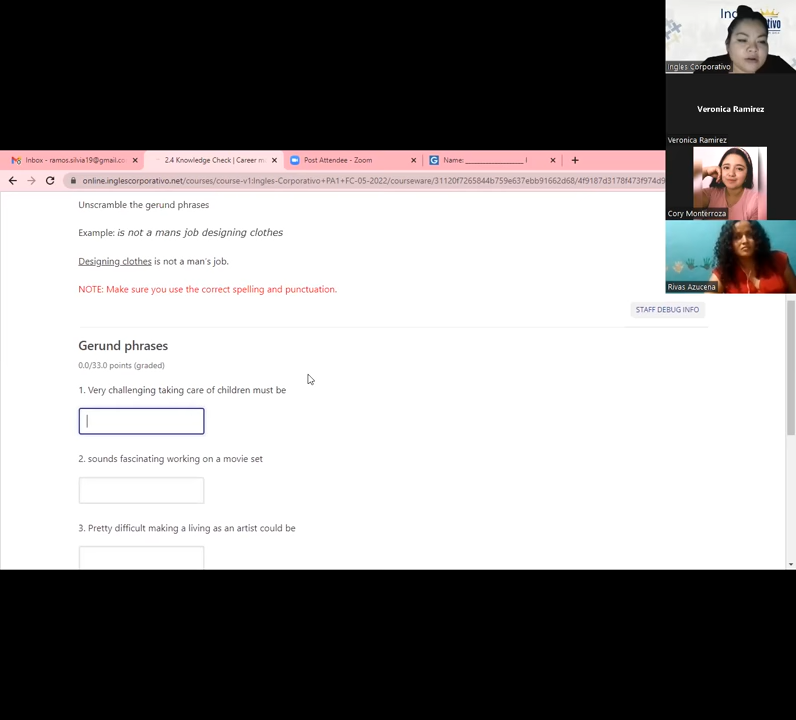 Ingles Corporativo
Veronica Ramirez
Veronica Ramirez
Cory Monterroza
Rivas Azucena
Inbox - ramos.silvia19@gmail.co
2.4 Knowledge Check | Career m
Post Attendee - Zoom
Name: ________________ I
online.inglescorporativo.net/courses/course-v1:Ingles-Corporativo+PA1+FC-05-2022/courseware/31120f7265844b759e637ebb91662d68/4f9187d3178f473f974d9
Unscramble the gerund phrases
Example: is not a mans job designing clothes
Designing clothes is not a man's job.
NOTE: Make sure you use the correct spelling and punctuation.
STAFF DEBUG INFO
Gerund phrases
0.0/33.0 points (graded)
1. Very challenging taking care of children must be
2. sounds fascinating working on a movie set
3. Pretty difficult making a living as an artist could be